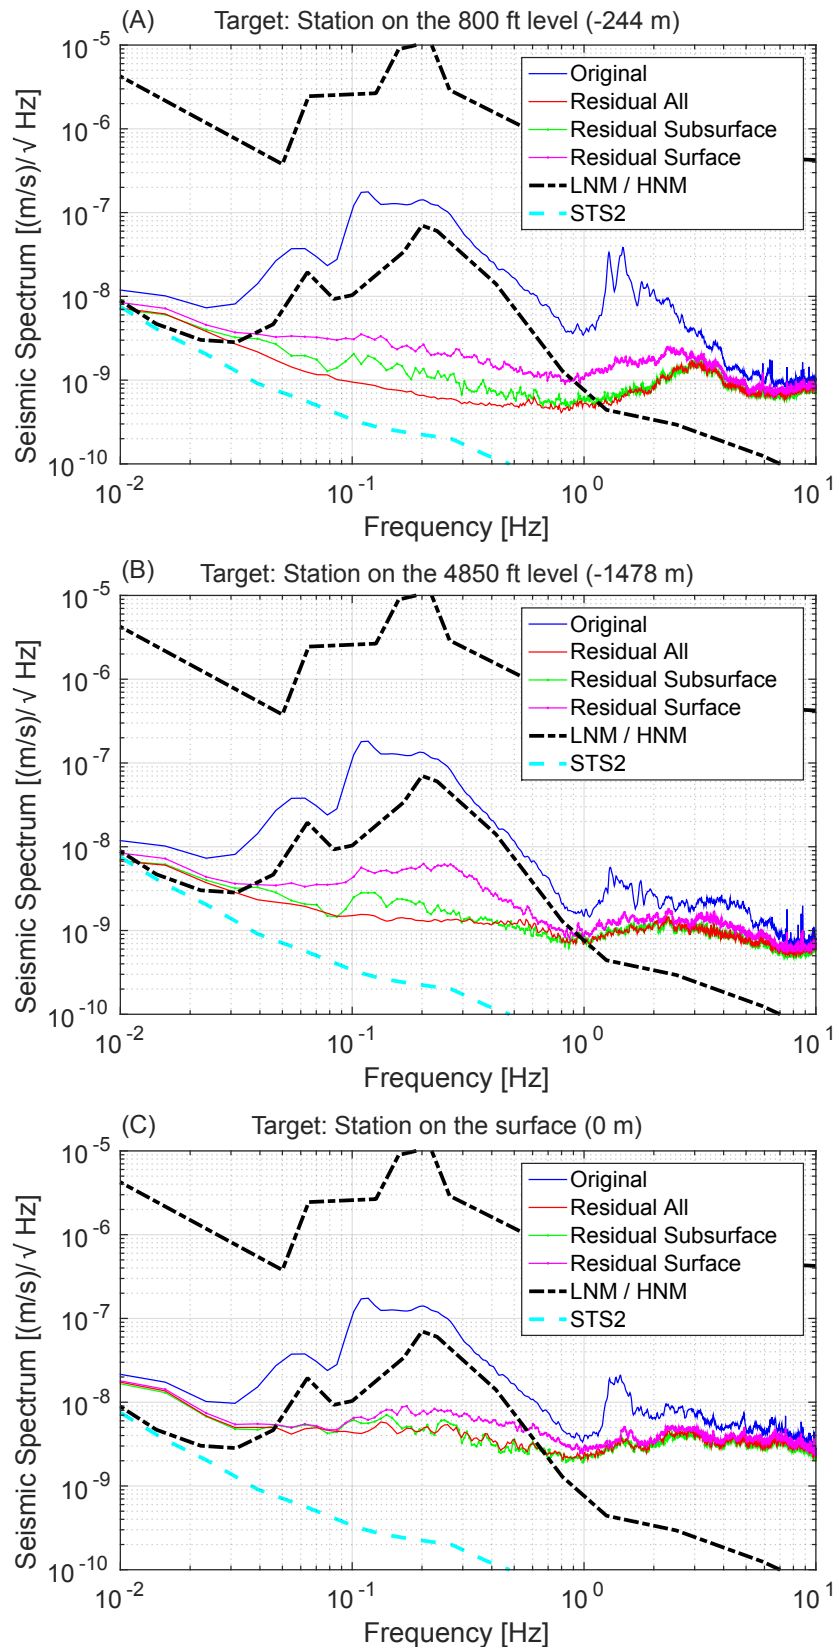 (A) Target: Station on the 800 ft level (-244 m)
Seismic Spectrum [(m/s)/√ Hz]
10^-5
10^-6
10^-7
10^-8
10^-9
10^-10
Original
Residual All
Residual Subsurface
Residual Surface
LNM / HNM
STS2
10^-2 10^-1 10^0 10^1
Frequency [Hz]
(B) Target: Station on the 4850 ft level (-1478 m)
Seismic Spectrum [(m/s)/√ Hz]
10^-5
10^-6
10^-7
10^-8
10^-9
10^-10
Original
Residual All
Residual Subsurface
Residual Surface
LNM / HNM
STS2
10^-2 10^-1 10^0 10^1
Frequency [Hz]
(C) Target: Station on the surface (0 m)
Seismic Spectrum [(m/s)/√ Hz]
10^-5
10^-6
10^-7
10^-8
10^-9
10^-10
Original
Residual All
Residual Subsurface
Residual Surface
LNM / HNM
STS2
10^-2 10^-1 10^0 10^1
Frequency [Hz]